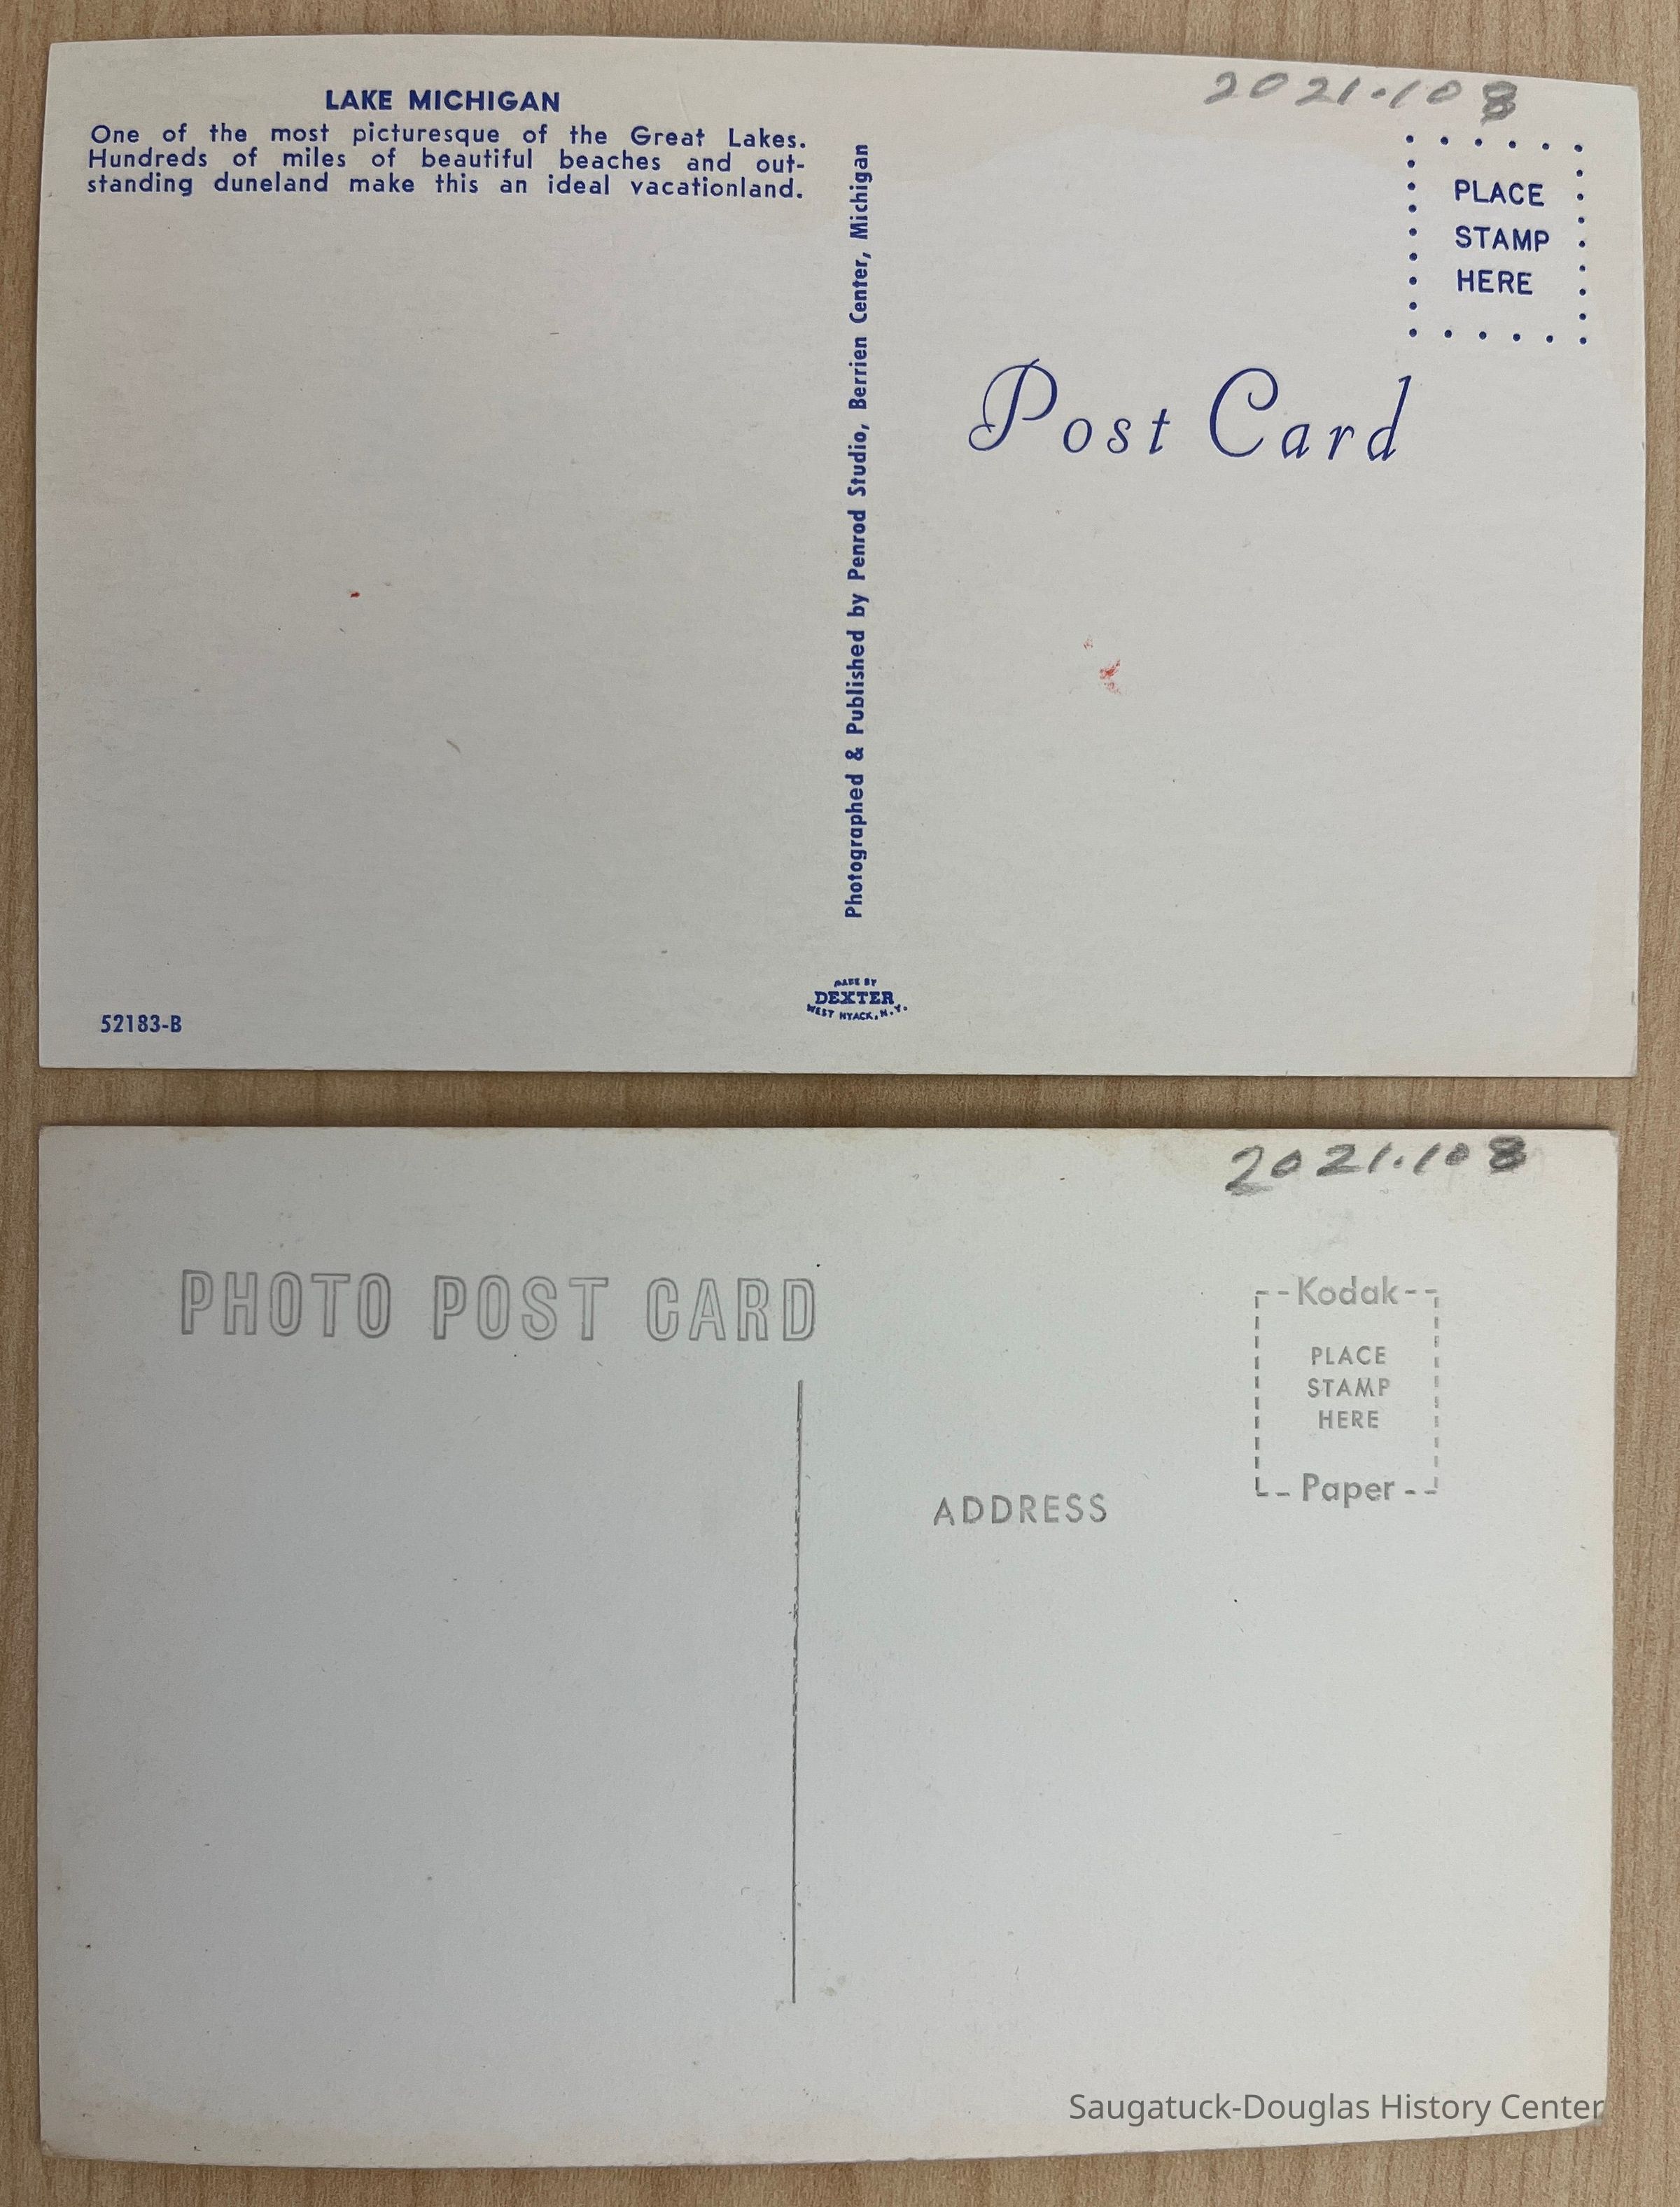 2021.108
LAKE MICHIGAN
One of the most picturesque of the Great Lakes.
Hundreds of miles of beautiful beaches and out-
standing duneland make this an ideal vacationland.
Photographed & Published by Penrod Studio, Berrien Center, Michigan
PLACE
STAMP
HERE
Post Card
52183-B
MADE BY
DEXTER
WEST NYACK, N.Y.
2021.108
PHOTO POST CARD
Kodak
PLACE
STAMP
HERE
Paper
ADDRESS
Saugatuck-Douglas History Center